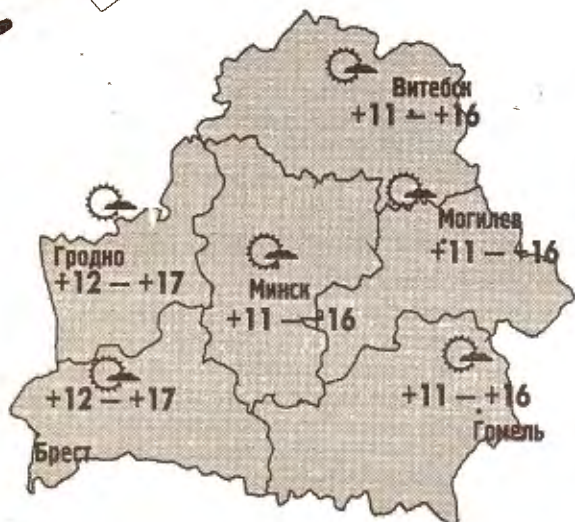 Витебск
+11 — +16
Могилев
+11 — +16
Гродно
+12 — +17
Минск
+11 — +16
+12 — +17
Брест
+11 — +16
Гомель